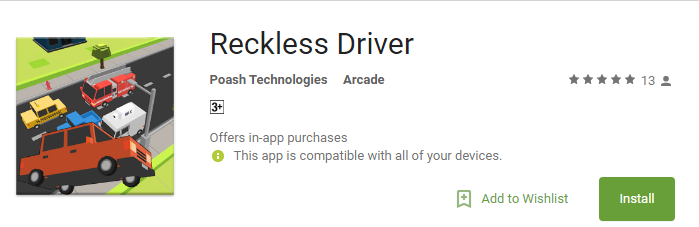 Reckless Driver
Poash Technologies Arcade 13
3+
Offers in-app purchases
This app is compatible with all of your devices.
Add to Wishlist Install